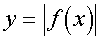 y = |f(x)|